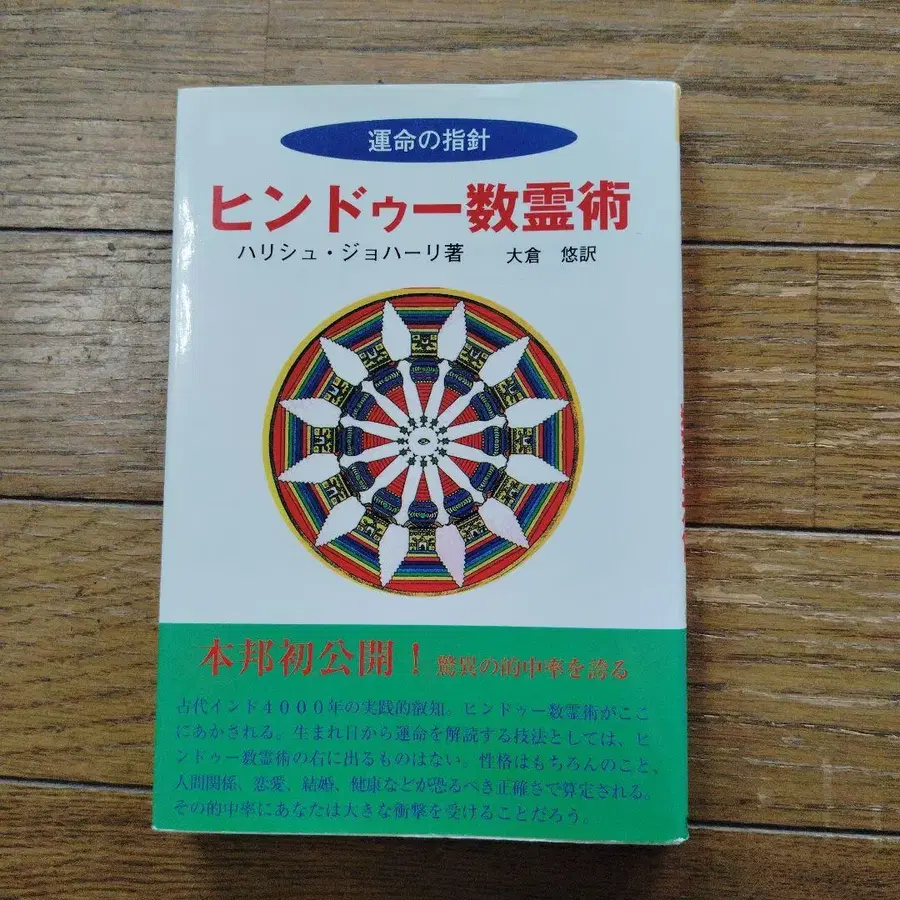 運命の指針
ヒンドゥー数霊術
ハリシュ・ジョハーリ著 大倉 悠訳
本邦初公開！驚異の的中率を誇る
古代インド4000年の実践的叡知。ヒンドゥー数霊術がここ
にあかされる。生まれ日から運命を解読する技法としては、ヒ
ンドゥー数霊術の右に出るものはない。性格はもちろんのこと、
人間関係、恋愛、結婚、健康などが恐るべき正確さで算定される。
その的中率にあなたは大きな衝撃を受けることだろう。